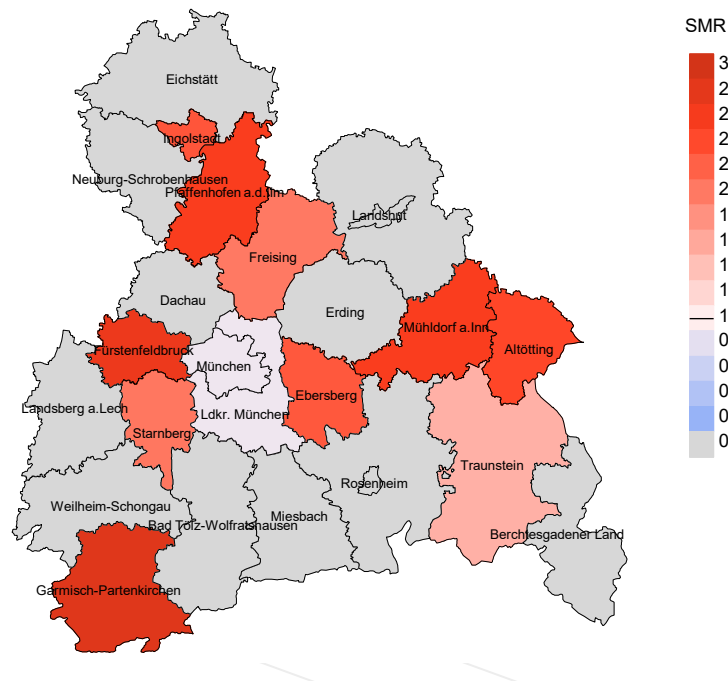 SMR
3
2
2
2
2
2
1
1
1
1
1
0
0
0
0
0
Eichstätt
Ingolstadt
Neuburg-Schrobenhausen
Pfaffenhofen a.d.Ilm
Landshut
Freising
Dachau
Erding
Mühldorf a.Inn
Altötting
Fürstenfeldbruck
München
Ebersberg
Landsberg a.Lech
Ldkr. München
Starnberg
Traunstein
Rosenheim
Weilheim-Schongau
Miesbach
Bad Tölz-Wolfratshausen
Berchtesgadener Land
Garmisch-Partenkirchen